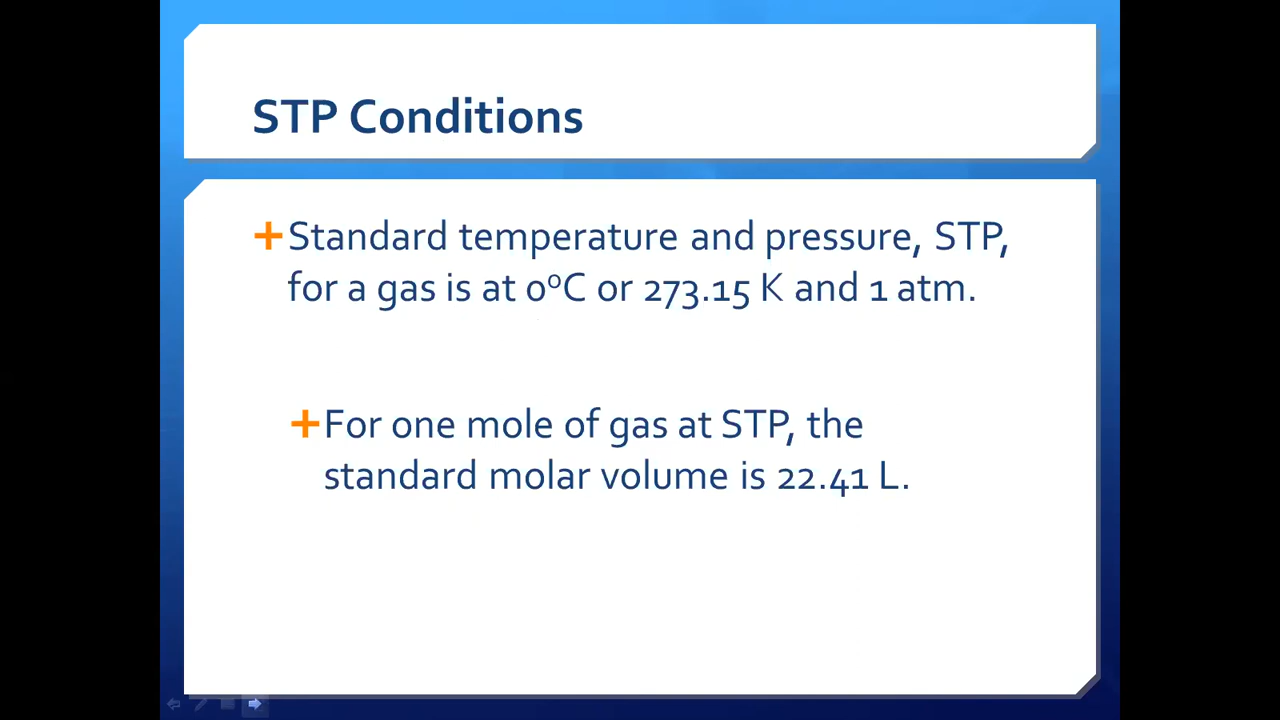 STP Conditions
Standard temperature and pressure, STP,
for a gas is at 0⁰C or 273.15 K and 1 atm.
For one mole of gas at STP, the
standard molar volume is 22.41 L.